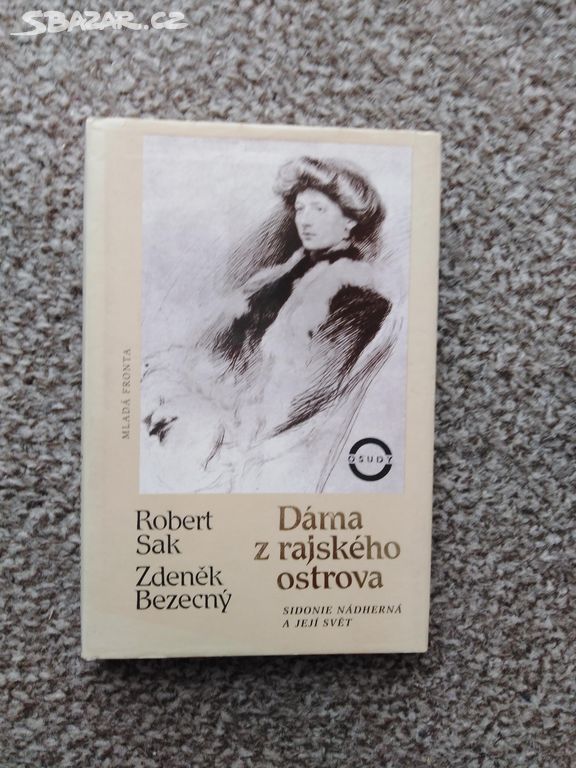 SBAZAR.CZ
MLADÁ FRONTA
OSUDY
Robert
Sak
Zdeněk
Bezecný
Dáma
z rajského
ostrova
SIDONIE NÁDHERNÁ
A JEJÍ SVĚT